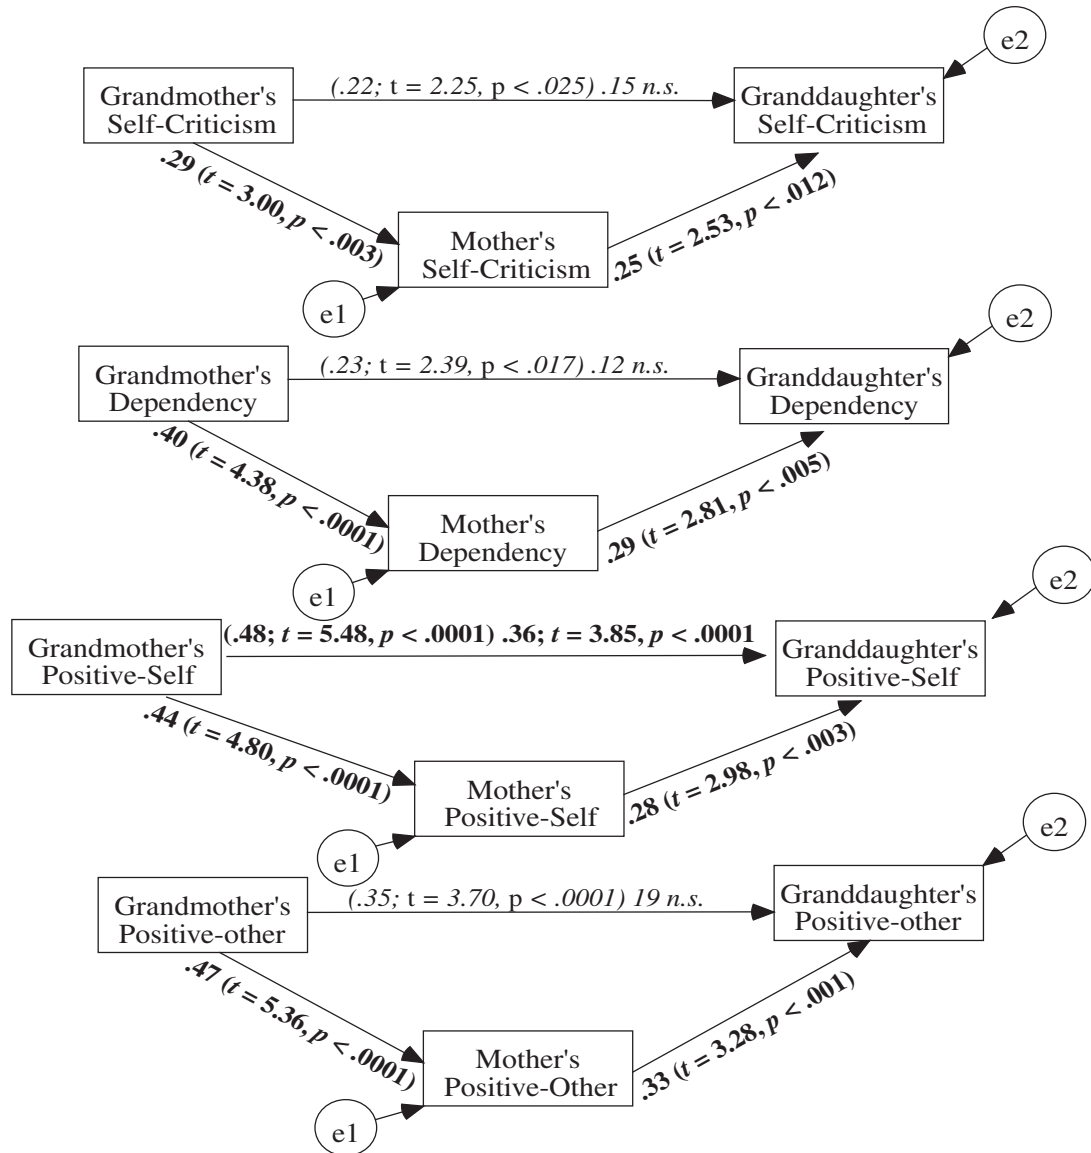 e2
(.22; t = 2.25, p < .025) .15 n.s.
Grandmother's
Self-Criticism
Granddaughter's
Self-Criticism
.29 (t = 3.00, p < .003)
.25 (t = 2.53, p < .012)
Mother's
Self-Criticism
e1
e2
(.23; t = 2.39, p < .017) .12 n.s.
Grandmother's
Dependency
Granddaughter's
Dependency
.40 (t = 4.38, p < .0001)
.29 (t = 2.81, p < .005)
Mother's
Dependency
e1
e2
(.48; t = 5.48, p < .0001) .36; t = 3.85, p < .0001
Grandmother's
Positive-Self
Granddaughter's
Positive-Self
.44 (t = 4.80, p < .0001)
.28 (t = 2.98, p < .003)
Mother's
Positive-Self
e1
e2
(.35; t = 3.70, p < .0001) 19 n.s.
Grandmother's
Positive-other
Granddaughter's
Positive-other
.47 (t = 5.36, p < .0001)
.33 (t = 3.28, p < .001)
Mother's
Positive-Other
e1